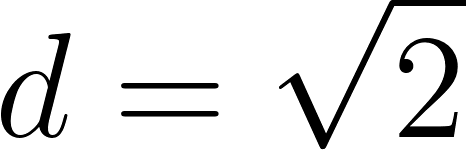 d = √2